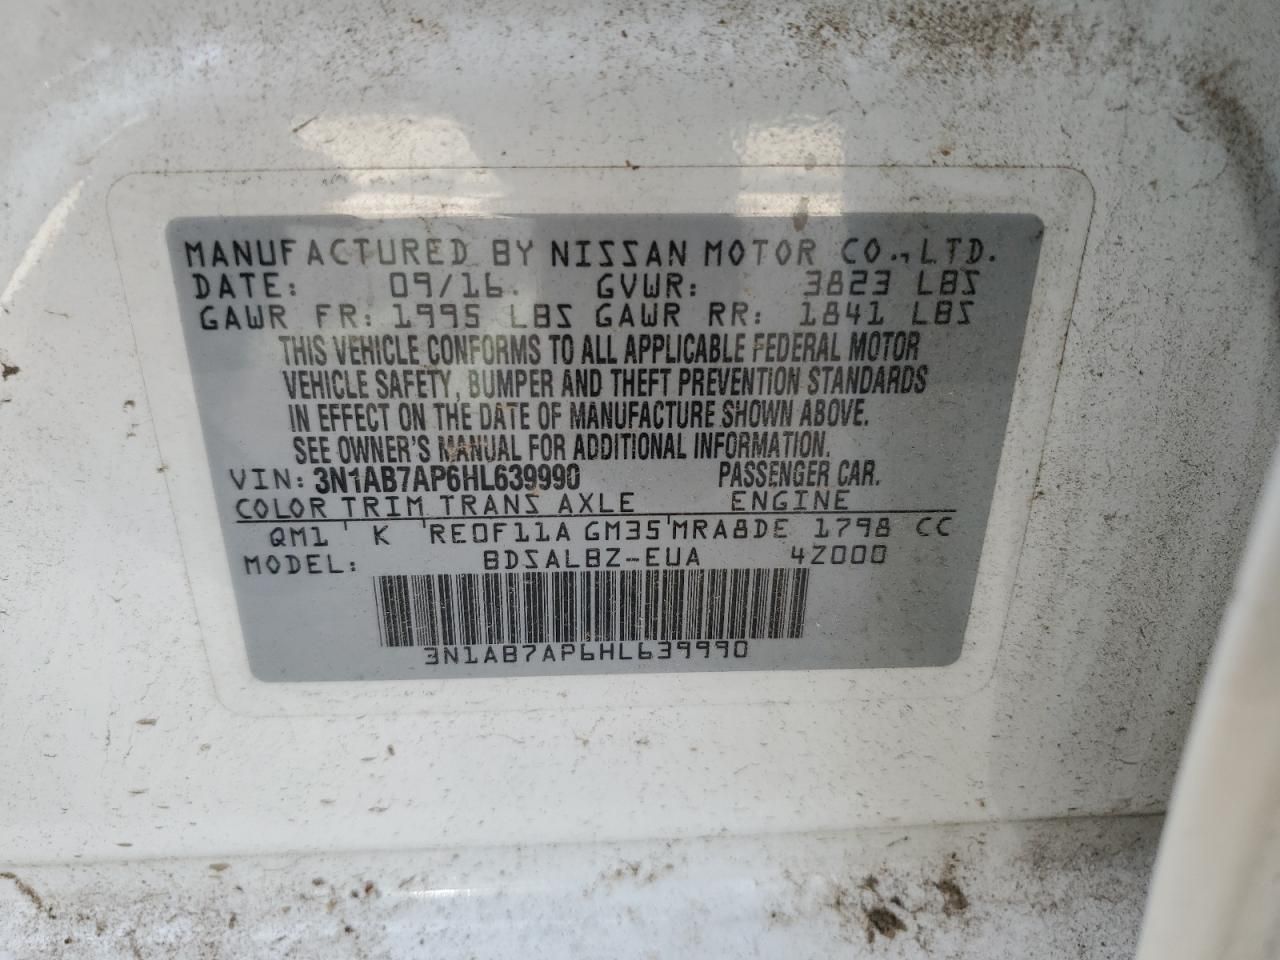 MANUFACTURED BY NISSAN MOTOR CO., LTD.
DATE: 09/16 GVWR: 3823 LBS
GAWR FR: 1995 LBS GAWR RR: 1841 LBS
THIS VEHICLE CONFORMS TO ALL APPLICABLE FEDERAL MOTOR
VEHICLE SAFETY, BUMPER AND THEFT PREVENTION STANDARDS
IN EFFECT ON THE DATE OF MANUFACTURE SHOWN ABOVE.
SEE OWNER'S MANUAL FOR ADDITIONAL INFORMATION.
VIN: 3N1AB7AP6HL639990 PASSENGER CAR.
COLOR TRIM TRANS AXLE ENGINE
QM1 K RE0F11A GM35 MRA8DE 1798 CC
MODEL: BDSALBZ-EUA 4Z000
3N1AB7AP6HL639990